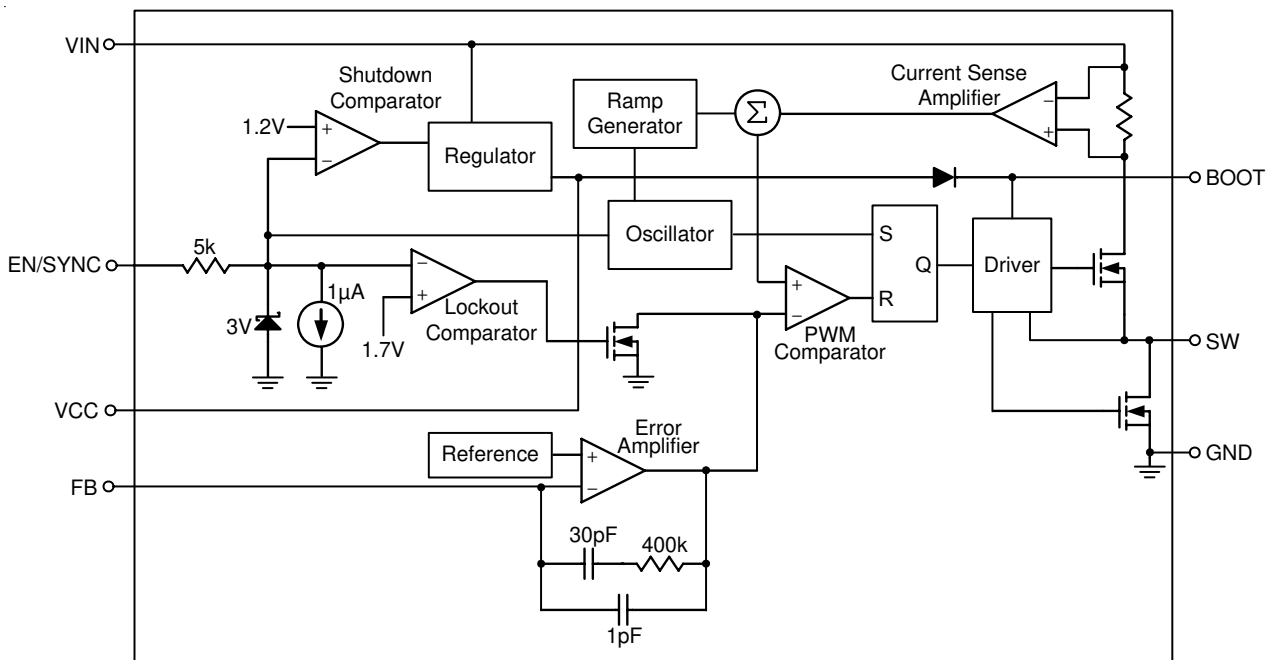 VIN
Shutdown
Comparator
1.2V
+
−
Regulator
Ramp
Generator
Σ
Current Sense
Amplifier
−
+
BOOT
EN/SYNC
5k
Oscillator
S
Q
R
Driver
3V
1µA
−
+
1.7V
Lockout
Comparator
+
−
PWM
Comparator
SW
VCC
Reference
Error
Amplifier
+
−
GND
FB
30pF
400k
1pF